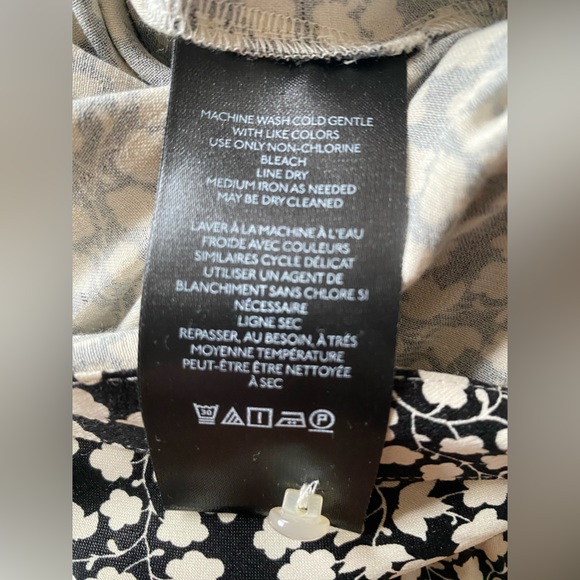 MACHINE WASH COLD GENTLE
WITH LIKE COLORS
USE ONLY NON-CHLORINE
BLEACH
LINE DRY
MEDIUM IRON AS NEEDED
MAY BE DRY CLEANED
LAVER À LA MACHINE À L'EAU
FROIDE AVEC COULEURS
SIMILAIRES CYCLE DÉLICAT
UTILISER UN AGENT DE
BLANCHIMENT SANS CHLORE SI
NÉCESSAIRE
LIGNE SEC
REPASSER, AU BESOIN, À TRÉS
MOYENNE TEMPÉRATURE
PEUT-ÊTRE ÊTRE NETTOYÉE
À SEC
30 P